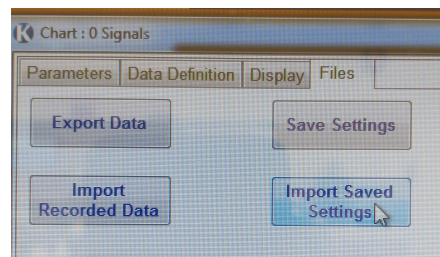 Chart : 0 Signals
Parameters Data Definition Display Files
Export Data Save Settings
Import Recorded Data Import Saved Settings